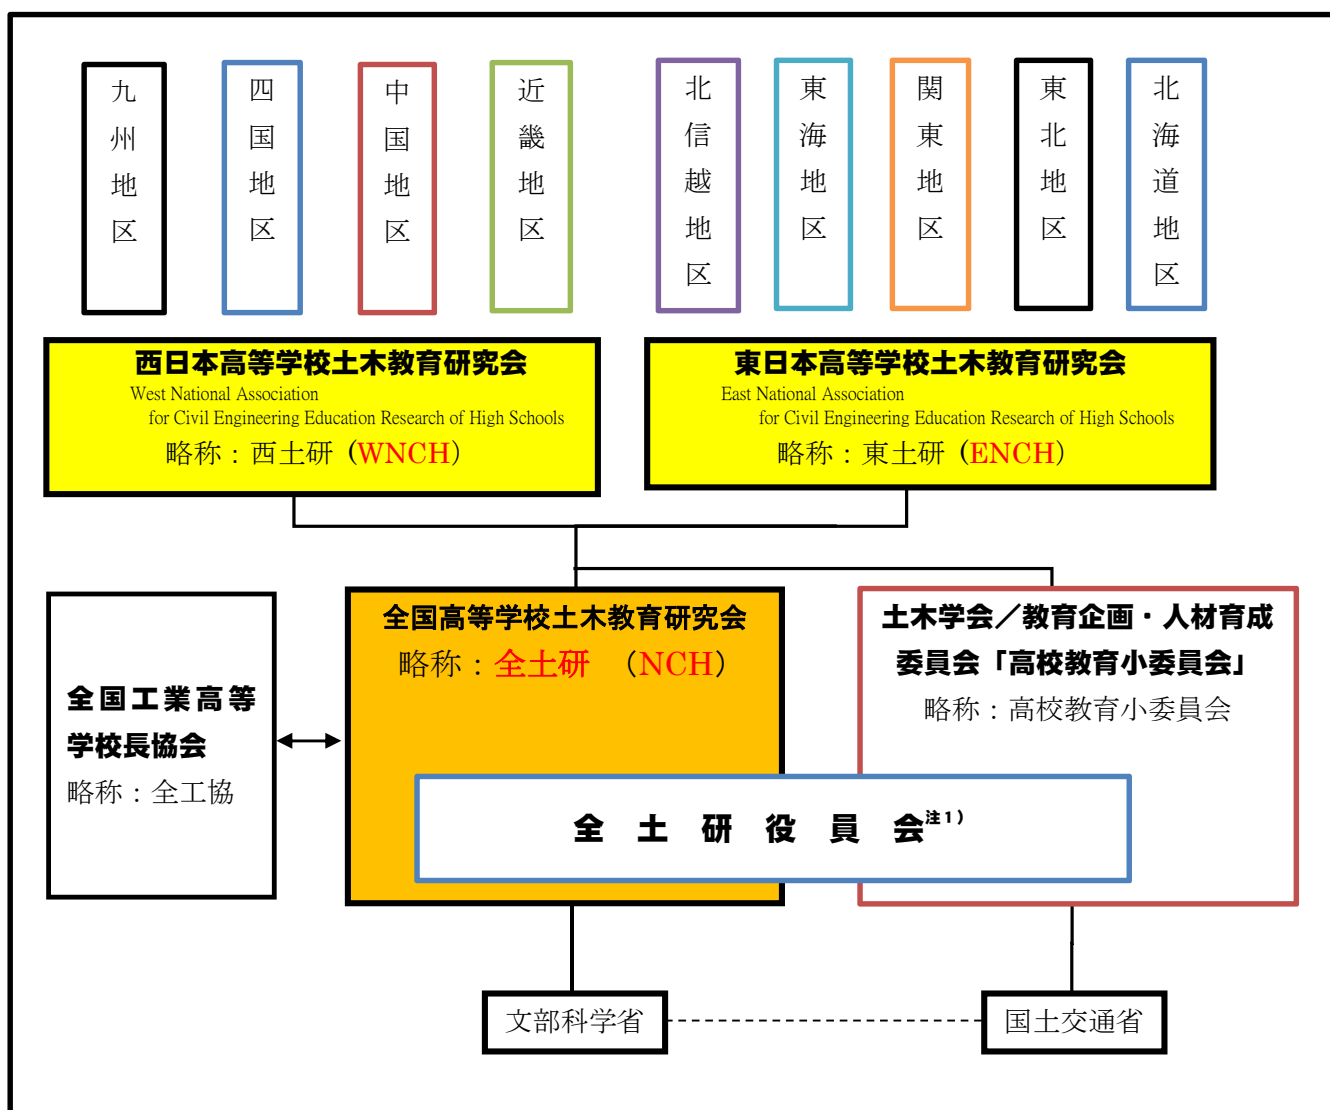 九州地区
四国地区
中国地区
近畿地区
北信越地区
東海地区
関東地区
東北地区
北海道地区
西日本高等学校土木教育研究会
West National Association
for Civil Engineering Education Research of High Schools
略称：西土研（WNCH）
東日本高等学校土木教育研究会
East National Association
for Civil Engineering Education Research of High Schools
略称：東土研（ENCH）
全国工業高等
学校長協会
略称：全工協
全国高等学校土木教育研究会
略称：全土研　（NCH）
土木学会／教育企画・人材育成
委員会「高校教育小委員会」
略称：高校教育小委員会
全　土　研　役　員　会注1）
文部科学省
国土交通省